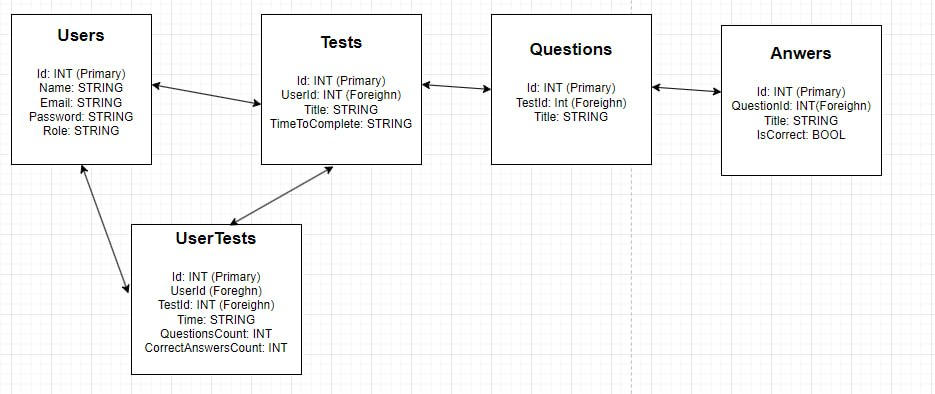 Users
Id: INT (Primary)
Name: STRING
Email: STRING
Password: STRING
Role: STRING
Tests
Id: INT (Primary)
UserId: INT (Foreighn)
Title: STRING
TimeToComplete: STRING
Questions
Id: INT (Primary)
TestId: Int (Foreighn)
Title: STRING
Anwers
Id: INT (Primary)
QuestionId: INT(Foreighn)
Title: STRING
IsCorrect: BOOL
UserTests
Id: INT (Primary)
UserId (Foreghn)
TestId: INT (Foreighn)
Time: STRING
QuestionsCount: INT
CorrectAnswersCount: INT